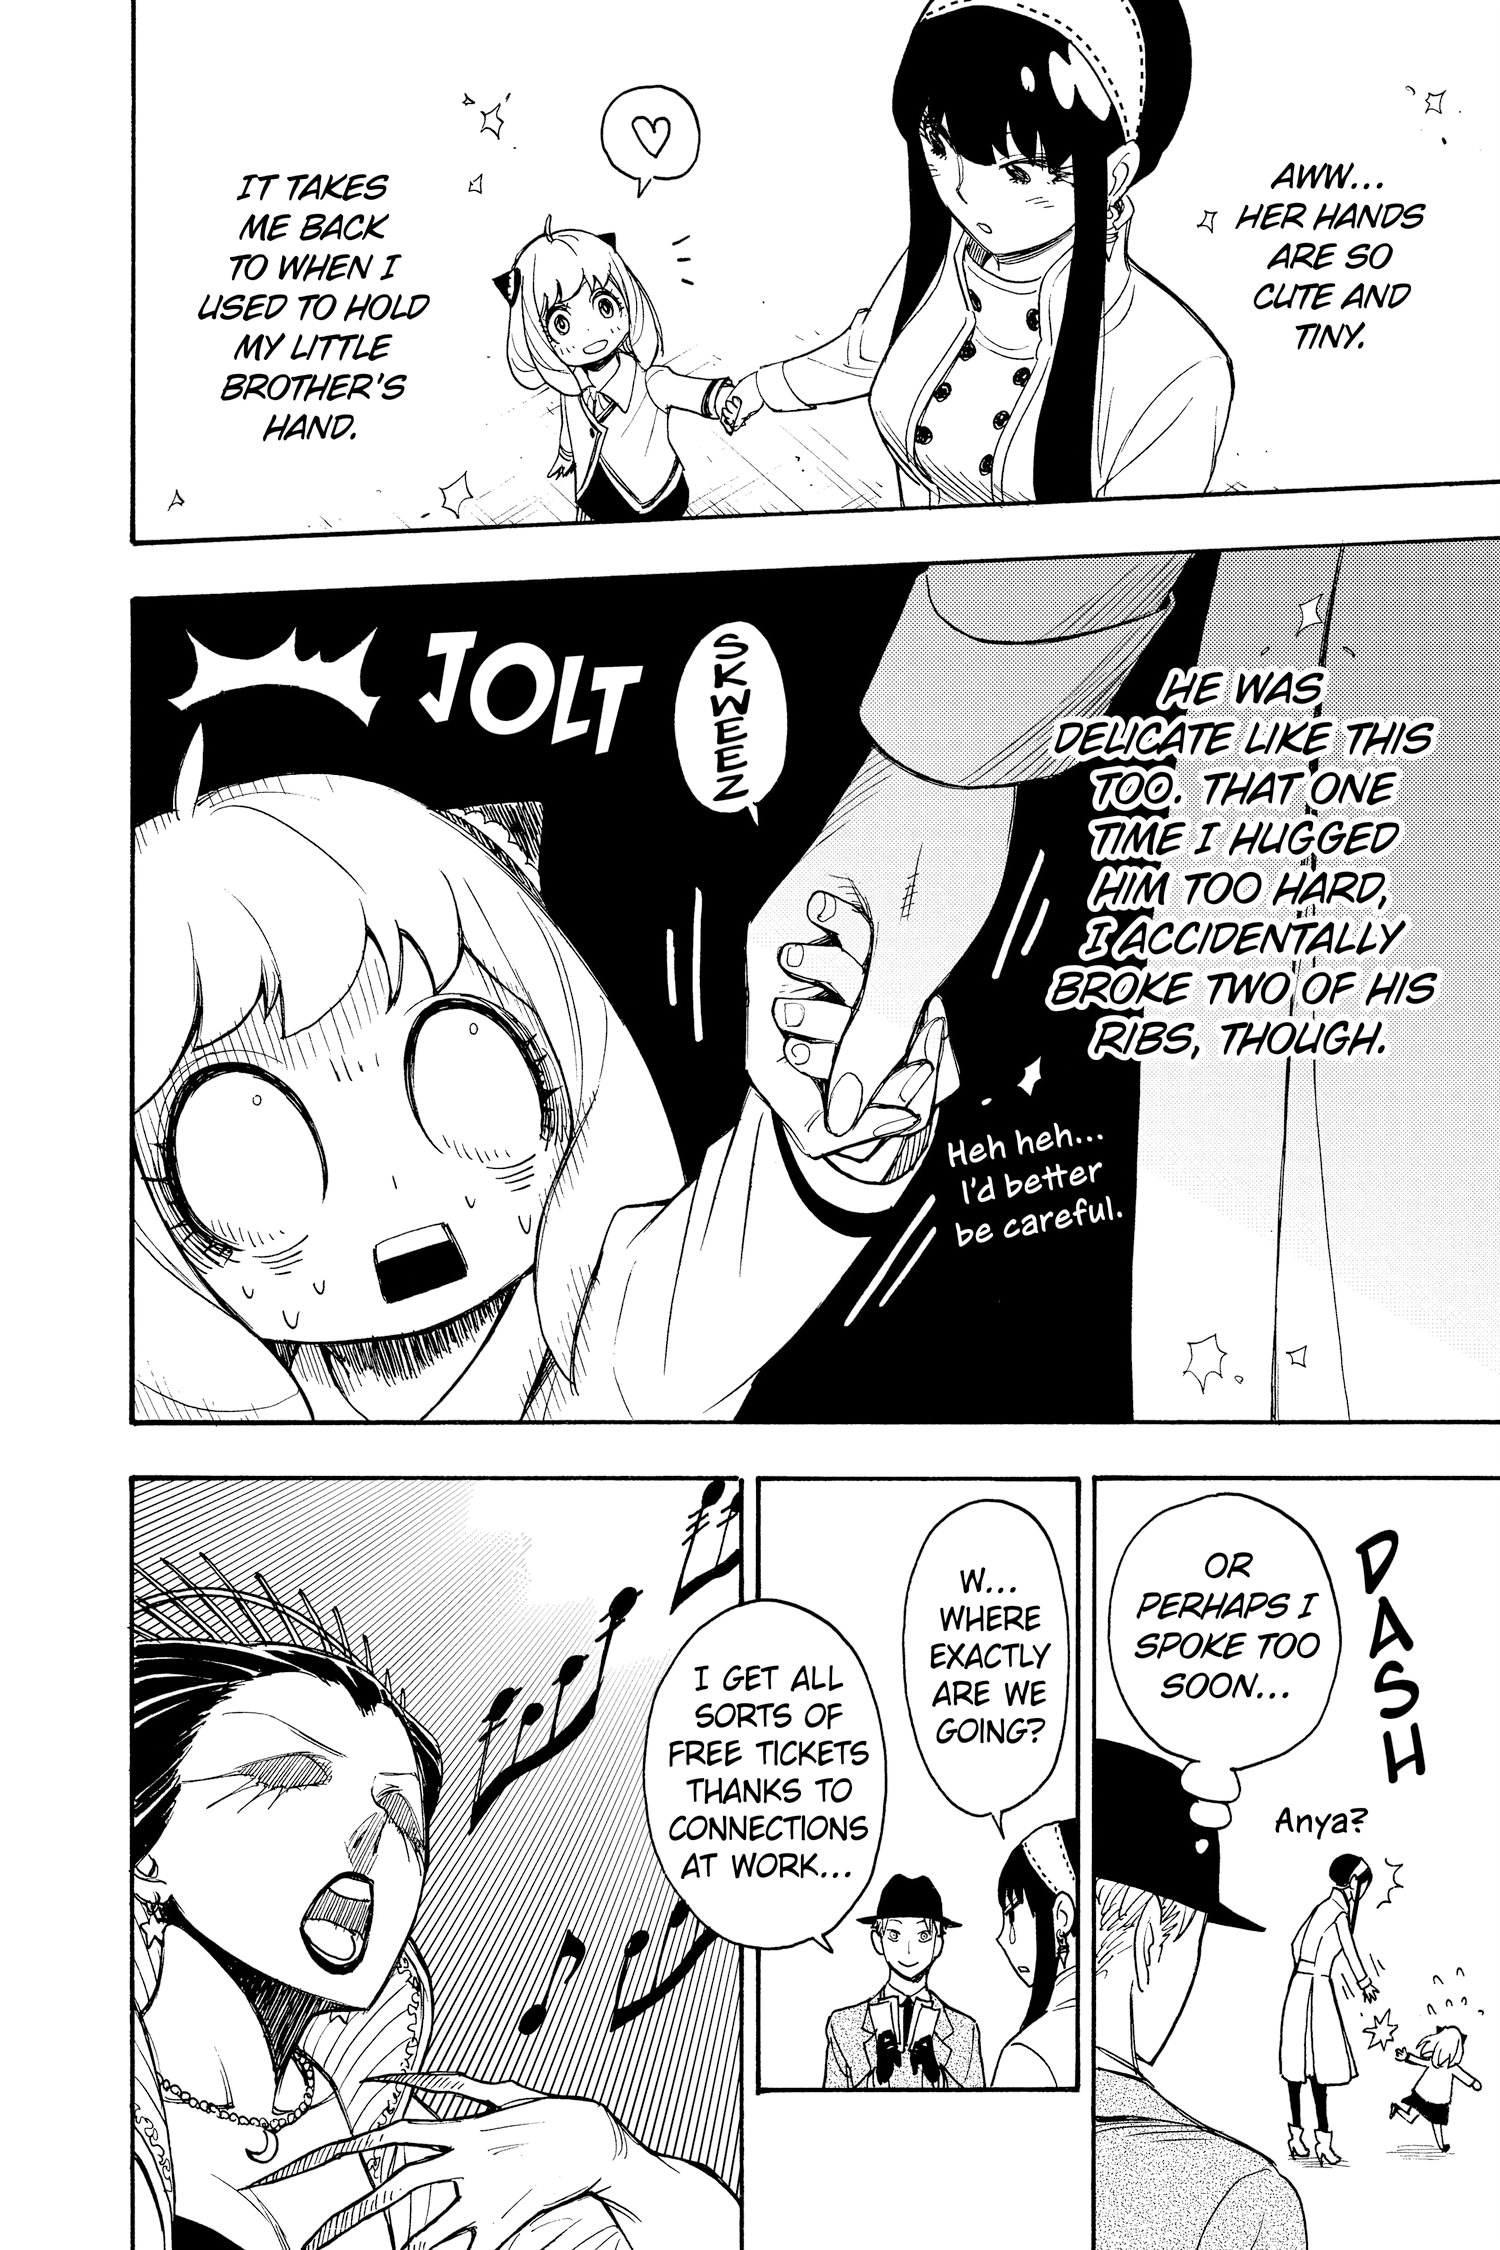 AWW...
HER HANDS
ARE SO
CUTE AND
TINY.
IT TAKES
ME BACK
TO WHEN I
USED TO HOLD
MY LITTLE
BROTHER'S
HAND.
HE WAS
DELICATE LIKE THIS
TOO. THAT ONE
TIME I HUGGED
HIM TOO HARD,
I ACCIDENTALLY
BROKE TWO OF HIS
RIBS, THOUGH.
SKWEEZ
JOLT
Heh heh...
I'd better
be careful.
DASH
OR
PERHAPS I
SPOKE TOO
SOON...
Anya?
W...
WHERE
EXACTLY
ARE WE
GOING?
I GET ALL
SORTS OF
FREE TICKETS
THANKS TO
CONNECTIONS
AT WORK...